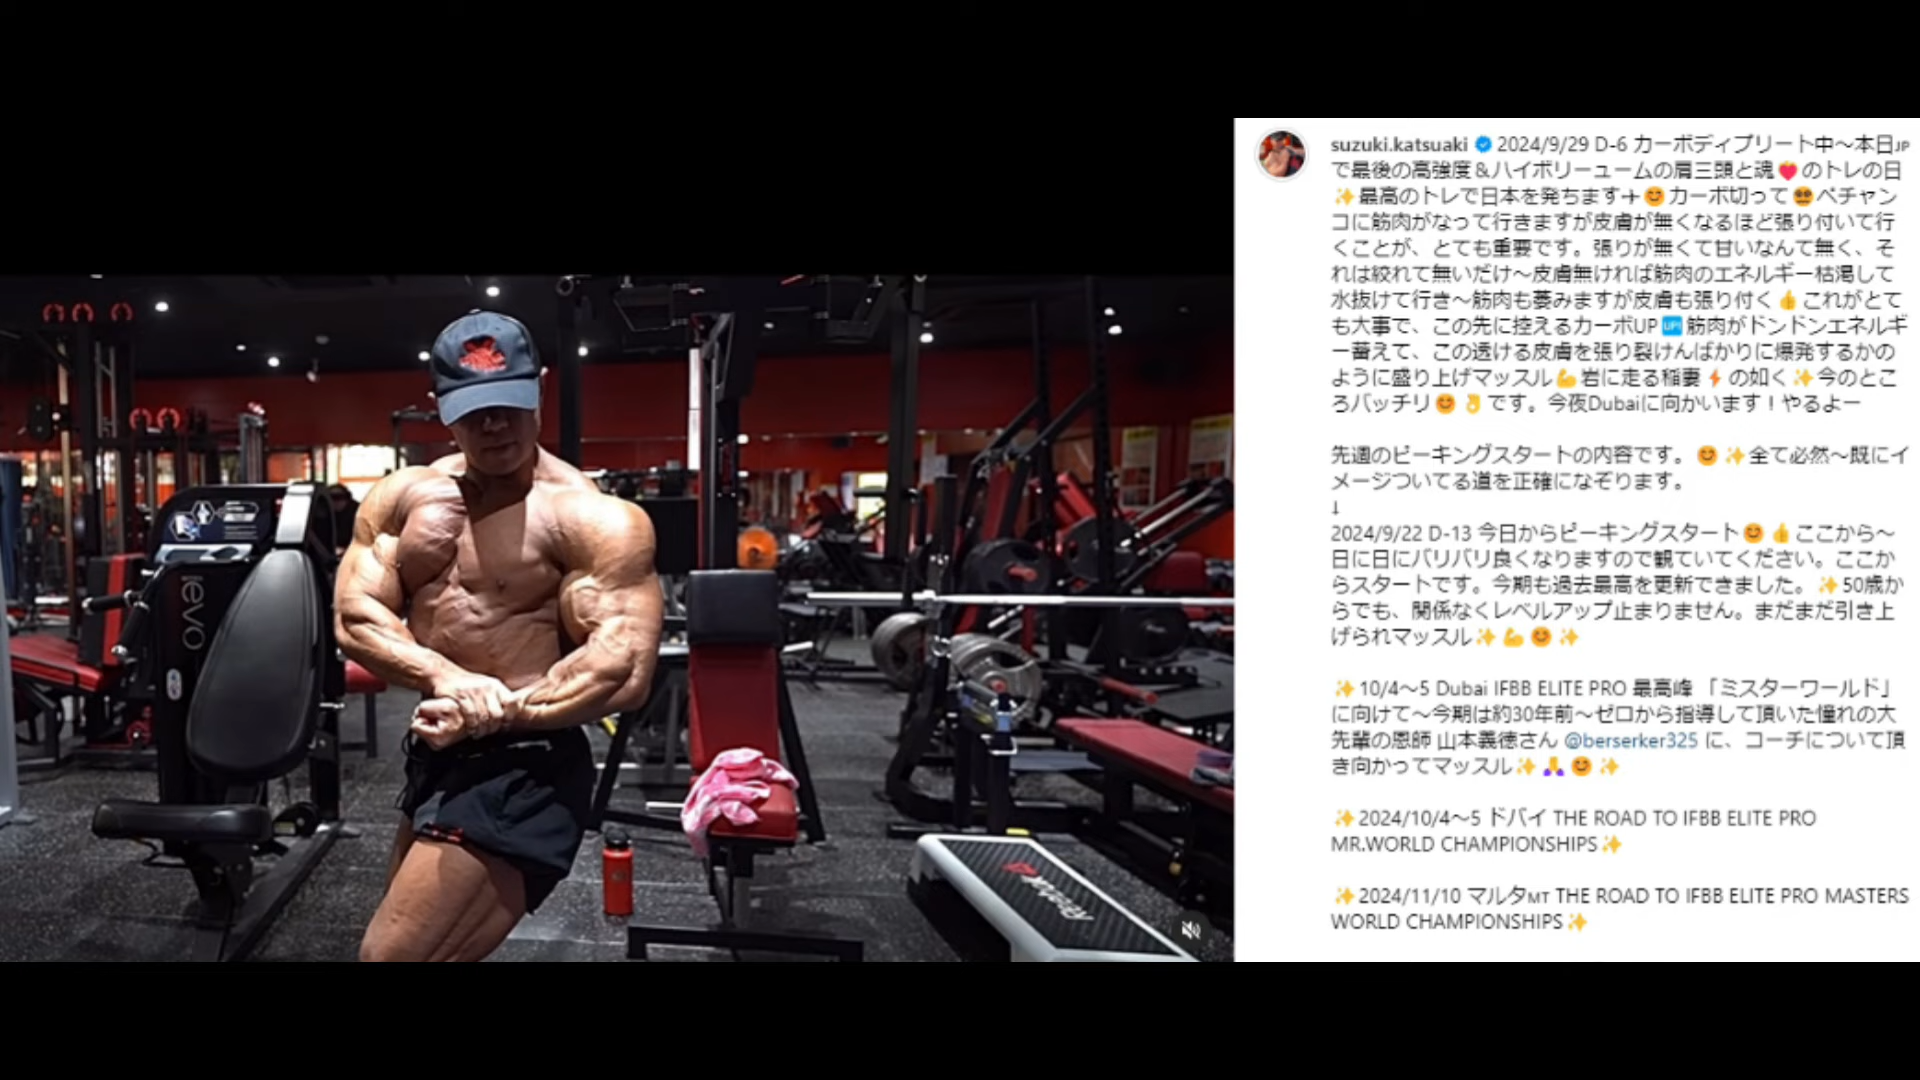 suzuki.katsuaki 2024/9/29 D-6 カーボディプリート中〜本日🇯🇵
で最後の高強度＆ハイボリュームの肩三頭と魂❤️‍🔥のトレの日
✨最高のトレで日本を発ちます✈😊カーボ切って😵‍💫ペチャン
コに筋肉がなって行きますが皮膚が無くなるほど張り付いて行
くことが、とても重要です。張りが無くて甘いなんて無く、そ
れは絞れて無いだけ〜皮膚無ければ筋肉のエネルギー枯渇して
水抜けて行き〜筋肉も萎みますが皮膚も張り付く👍これがとて
も大事で、この先に控えるカーボUP🆙筋肉がドンドンエネルギ
ー蓄えて、この透ける皮膚を張り裂けんばかりに爆発するかの
ように盛り上げマッスル💪岩に走る稲妻⚡の如く✨今のとこ
ろバッチリ😊👌です。今夜Dubaiに向かいます！やるよー
先週のピーキングスタートの内容です。😊✨全て必然〜既にイ
メージついてる道を正確になぞります。
↓
2024/9/22 D-13 今日からピーキングスタート😊👍ここから〜
日に日にバリバリ良くなりますので観ていてください。ここか
らスタートです。今期も過去最高を更新できました。✨50歳か
らでも、関係なくレベルアップ止まりません。まだまだ引き上
げられマッスル✨💪😊✨
✨10/4〜5 Dubai IFBB ELITE PRO 最高峰 「ミスターワールド」
に向けて〜今期は約30年前〜ゼロから指導して頂いた憧れの大
先輩の恩師 山本義徳さん @berserker325 に、コーチについて頂
き向かってマッスル✨🙏😊✨
✨2024/10/4〜5 ドバイ THE ROAD TO IFBB ELITE PRO
MR.WORLD CHAMPIONSHIPS✨
✨2024/11/10 マルタ🇲🇹 THE ROAD TO IFBB ELITE PRO MASTERS
WORLD CHAMPIONSHIPS✨
levo
Reebok